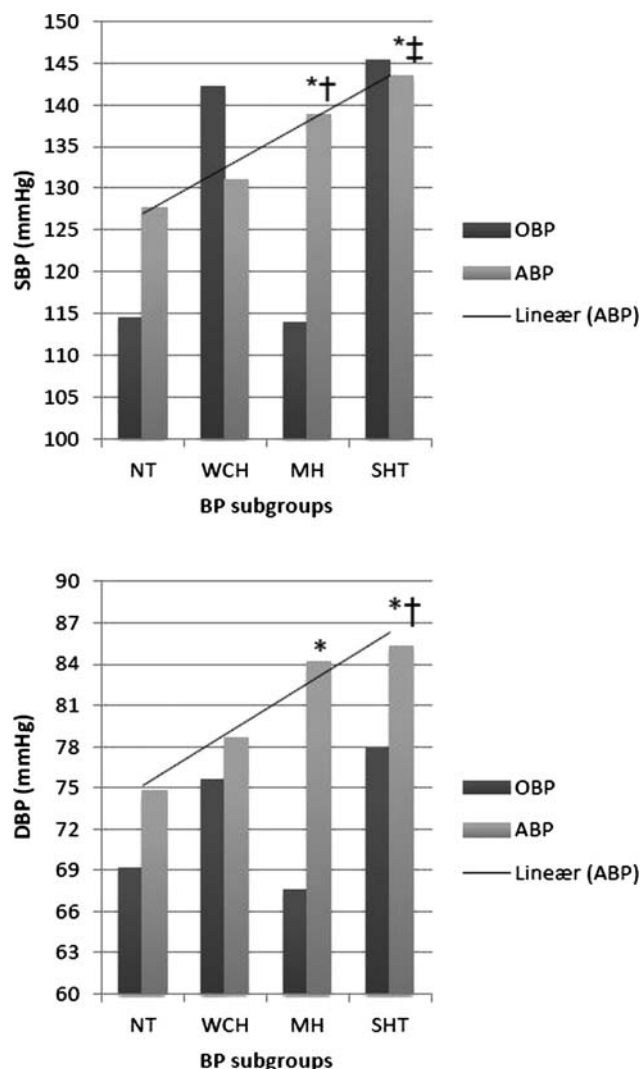 150
145
140
135
130
125
120
115
110
105
100
SBP (mmHg)
*†
*‡
NT WCH MH SHT
BP subgroups
OBP
ABP
Lineær (ABP)
90
87
84
81
78
75
72
69
66
63
60
DBP (mmHg)
*
*†
NT WCH MH SHT
BP subgroups
OBP
ABP
Lineær (ABP)